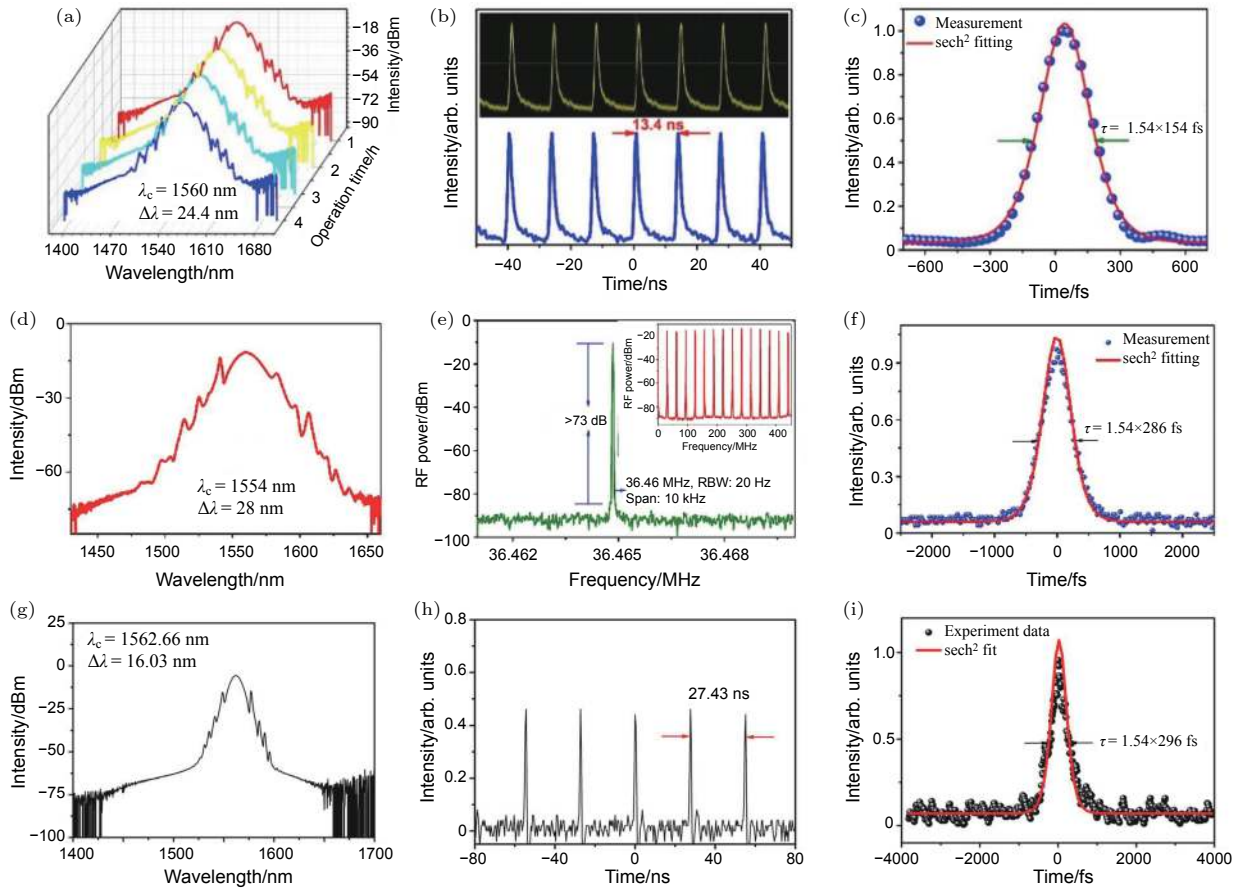 (a)
−18
−36
−54
−72
−90
Intensity/dBm
1
2
3
4
Operation time/h
λc = 1560 nm
Δλ = 24.4 nm
1400 1470 1540 1610 1680
Wavelength/nm
(b)
Intensity/arb. units
13.4 ns
−40 −20 0 20 40
Time/ns
(c)
Measurement
sech² fitting
Intensity/arb. units
1.0
0.8
0.6
0.4
0.2
0
τ = 1.54×154 fs
−600 −300 0 300 600
Time/fs
(d)
Intensity/dBm
0
−30
−60
λc = 1554 nm
Δλ = 28 nm
1450 1500 1550 1600 1650
Wavelength/nm
(e)
RF power/dBm
0
−20
−40
−60
−80
−100
>73 dB
RF power/dBm
−20
−40
−60
−80
0 100 200 300 400
Frequency/MHz
36.46 MHz, RBW: 20 Hz
Span: 10 kHz
36.462 36.465 36.468
Frequency/MHz
(f)
Measurement
sech² fitting
Intensity/arb. units
0.9
0.6
0.3
0
τ = 1.54×286 fs
−2000 −1000 0 1000 2000
Time/fs
(g)
Intensity/dBm
25
0
−25
−50
−75
−100
λc = 1562.66 nm
Δλ = 16.03 nm
1400 1500 1600 1700
Wavelength/nm
(h)
Intensity/arb. units
0.8
0.6
0.4
0.2
0
27.43 ns
−80 −40 0 40 80
Time/ns
(i)
Experiment data
sech² fit
Intensity/arb. units
1.0
0.5
0
τ = 1.54×296 fs
−4000 −2000 0 2000 4000
Time/fs